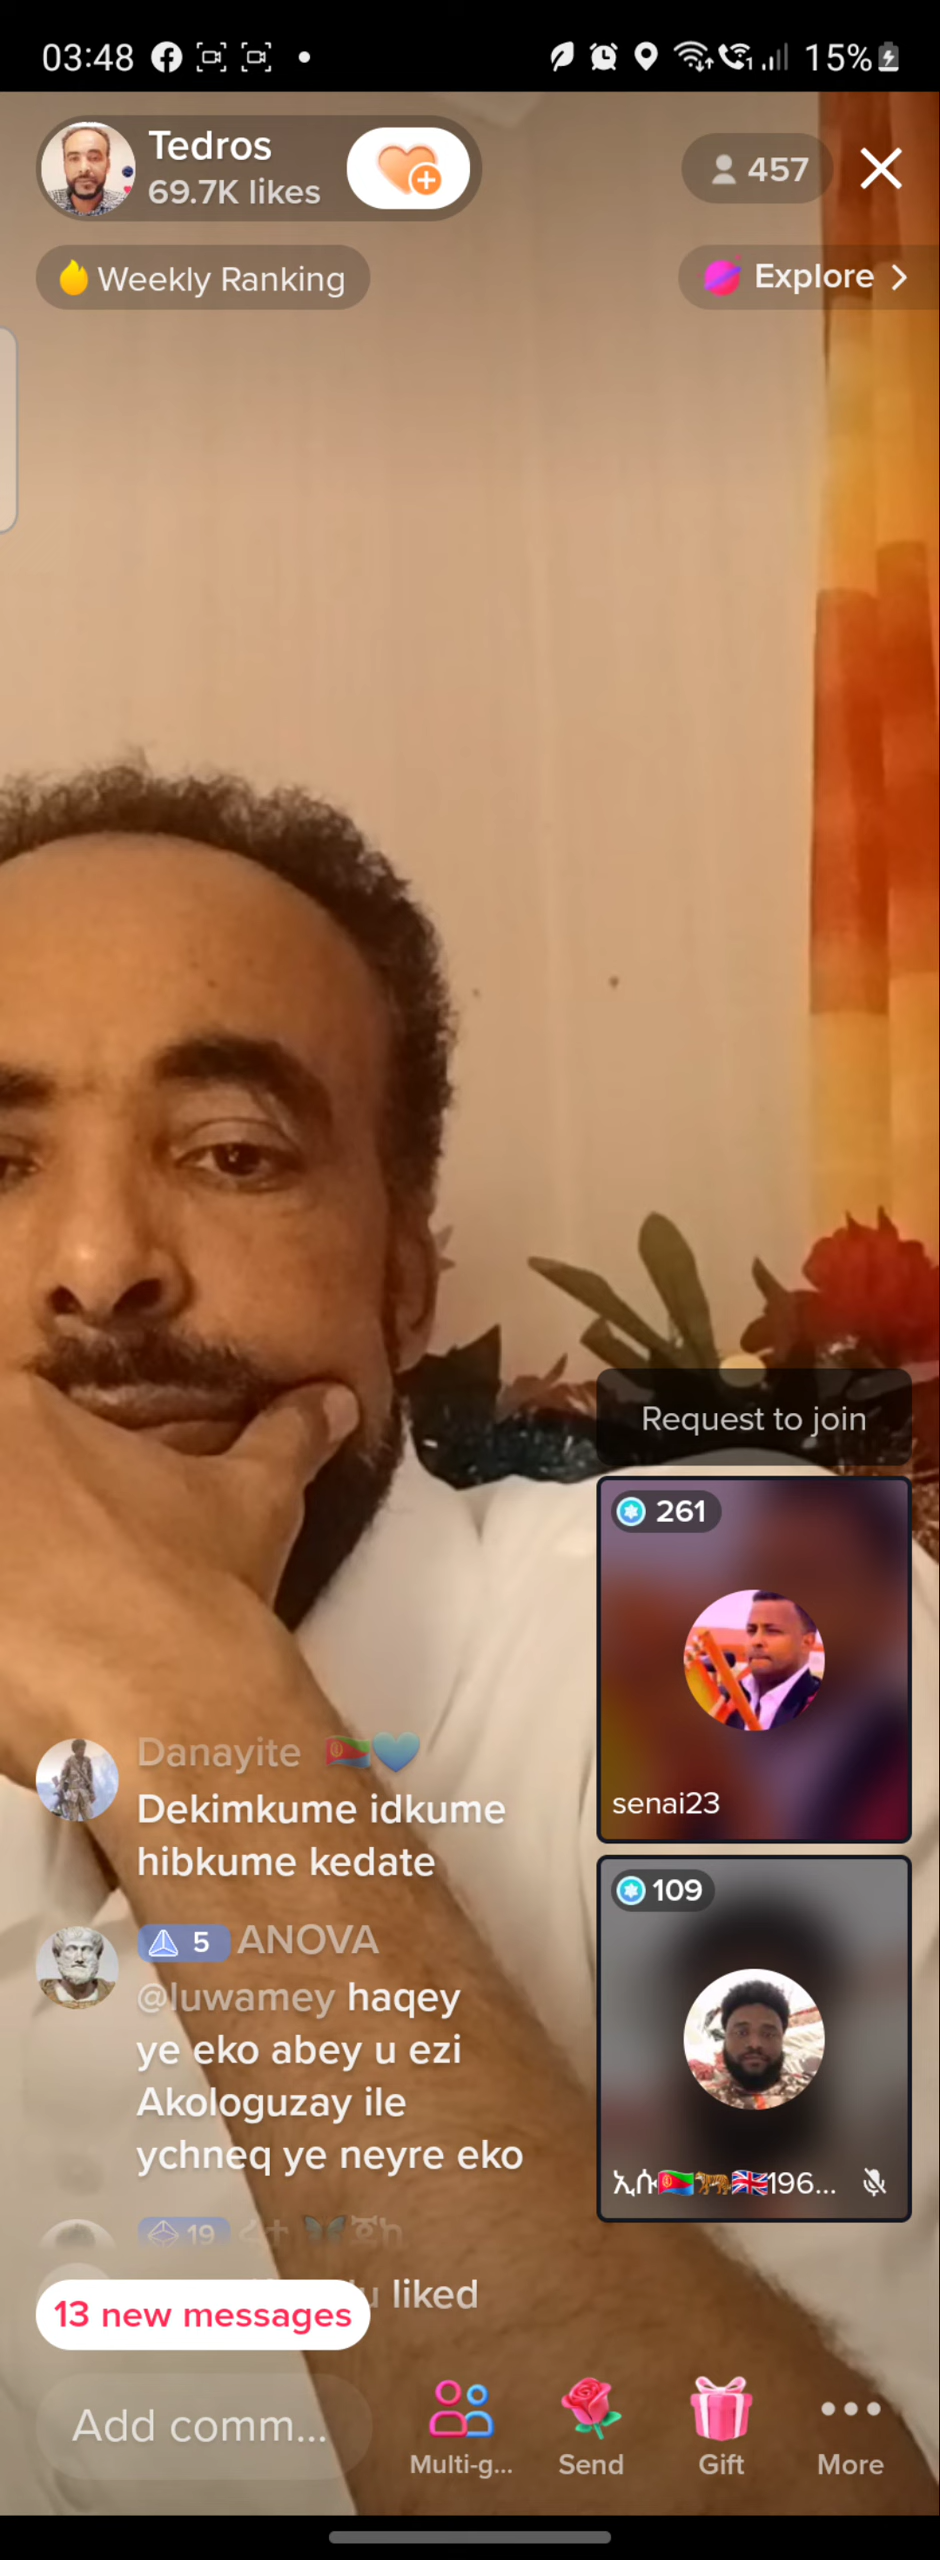 03:48
15%
Tedros
69.7K likes
457
Weekly Ranking
Explore
Request to join
261
senai23
Danayite
Dekimkume idkume
hibkume kedate
109
5 ANOVA
@luwamey haqey
ye eko abey u ezi
Akologuzay ile
ychneq ye neyre eko
ኢሱ196...
19
liked
13 new messages
Add comm...
Multi-g...
Send
Gift
More